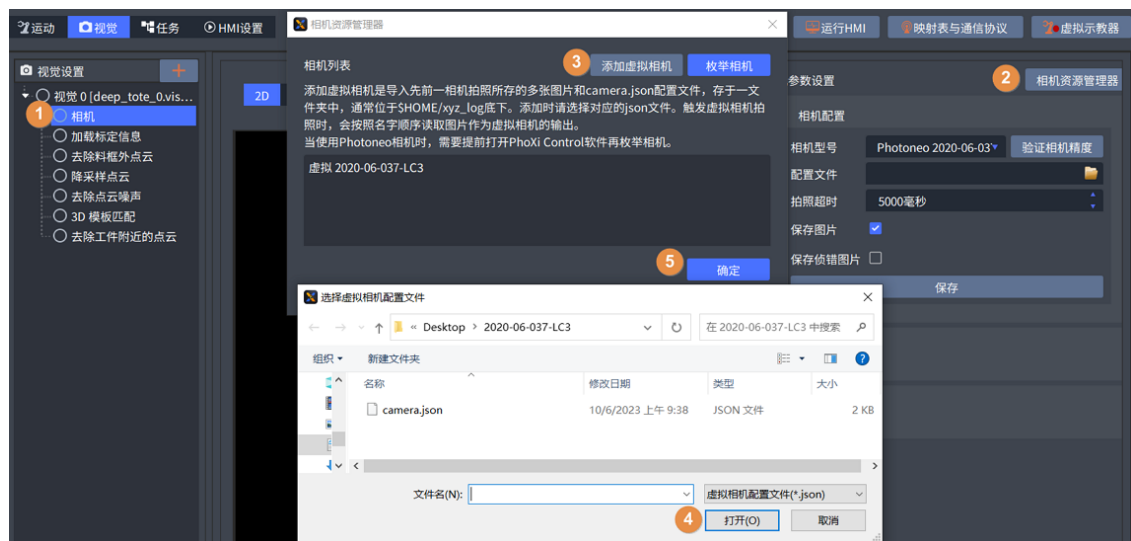 运动
视觉
任务
HMI设置
相机资源管理器
运行HMI
映射表与通信协议
虚拟示教器
视觉设置
视觉 0 [deep_tote_0.vis...
1
相机
加载标定信息
去除料框外点云
降采样点云
去除点云噪声
3D 模板匹配
去除工件附近的点云
2D
相机列表
3
添加虚拟相机
枚举相机
添加虚拟相机是导入先前一相机拍照所存的多张图片和camera.json配置文件，存于一文
件夹中，通常位于$HOME/xyz_log底下。添加时请选择对应的json文件。触发虚拟相机拍
照时，会按照名字顺序读取图片作为虚拟相机的输出。
当使用Photoneo相机时，需要提前打开PhoXi Control软件再枚举相机。
虚拟 2020-06-037-LC3
5
确定
参数设置
2
相机资源管理器
相机配置
相机型号
Photoneo 2020-06-03
验证相机精度
配置文件
拍照超时
5000毫秒
保存图片
保存侦错图片
保存
选择虚拟相机配置文件
« Desktop > 2020-06-037-LC3
在 2020-06-037-LC3 中搜索
组织
新建文件夹
名称
修改日期
类型
大小
camera.json
10/6/2023 上午 9:38
JSON 文件
2 KB
文件名(N):
虚拟相机配置文件(*.json)
4
打开(O)
取消